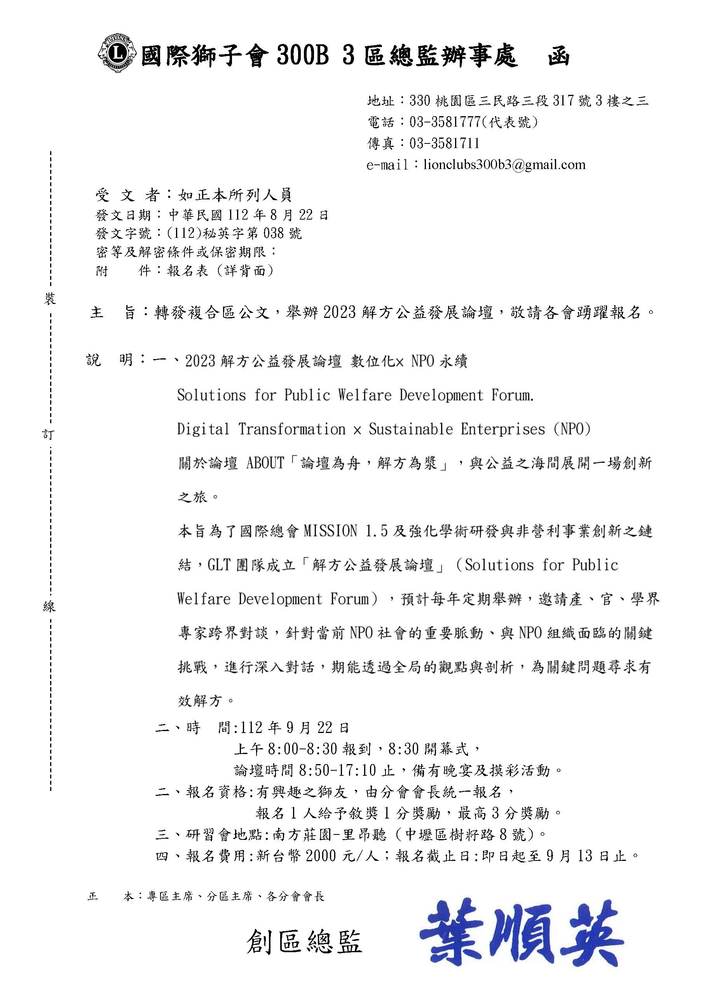 LIONS
L
INTERNATIONAL
國際獅子會 300B 3 區總監辦事處 函
地址：330 桃園區三民路三段 317 號 3 樓之三
電話：03-3581777(代表號)
傳真：03-3581711
e-mail：lionclubs300b3@gmail.com
受 文 者：如正本所列人員
發文日期：中華民國 112 年 8 月 22 日
發文字號：(112)秘英字第 038 號
密等及解密條件或保密期限：
附 件：報名表（詳背面）
裝
主 旨：轉發複合區公文，舉辦 2023 解方公益發展論壇，敬請各會踴躍報名。
說 明：一、2023 解方公益發展論壇 數位化× NPO 永續
Solutions for Public Welfare Development Forum.
Digital Transformation × Sustainable Enterprises (NPO)
訂
關於論壇 ABOUT「論壇為舟，解方為槳」，與公益之海間展開一場創新
之旅。
本旨為了國際總會 MISSION 1.5 及強化學術研發與非營利事業創新之鏈
結，GLT 團隊成立「解方公益發展論壇」（Solutions for Public
Welfare Development Forum），預計每年定期舉辦，邀請產、官、學界
線
專家跨界對談，針對當前 NPO 社會的重要脈動、與 NPO 組織面臨的關鍵
挑戰，進行深入對話，期能透過全局的觀點與剖析，為關鍵問題尋求有
效解方。
二、時 間:112 年 9 月 22 日
上午 8:00-8:30 報到，8:30 開幕式，
論壇時間 8:50-17:10 止，備有晚宴及摸彩活動。
二、報名資格:有興趣之獅友，由分會會長統一報名，
報名 1 人給予敘獎 1 分獎勵，最高 3 分獎勵。
三、研習會地點:南方莊園-里昂聽（中壢區樹籽路 8 號)。
四、報名費用:新台幣 2000 元/人；報名截止日:即日起至 9 月 13 日止。
正 本：專區主席、分區主席、各分會會長
創區總監 葉順英